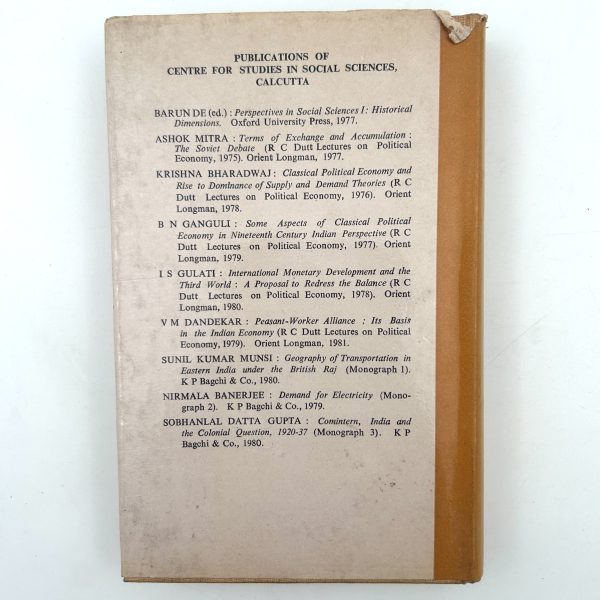 PUBLICATIONS OF
CENTRE FOR STUDIES IN SOCIAL SCIENCES,
CALCUTTA
BARUN DE (ed.) : Perspectives in Social Sciences I : Historical
Dimensions. Oxford University Press, 1977.
ASHOK MITRA : Terms of Exchange and Accumulation :
The Soviet Debate (R C Dutt Lectures on Political
Economy, 1975). Orient Longman, 1977.
KRISHNA BHARADWAJ : Classical Political Economy and
Rise to Dominance of Supply and Demand Theories (R C
Dutt Lectures on Political Economy, 1976). Orient
Longman, 1978.
B N GANGULI : Some Aspects of Classical Political
Economy in Nineteenth Century Indian Perspective (R C
Dutt Lectures on Political Economy, 1977). Orient
Longman, 1979.
I S GULATI : International Monetary Development and the
Third World : A Proposal to Redress the Balance (R C
Dutt Lectures on Political Economy, 1978). Orient
Longman, 1980.
V M DANDEKAR : Peasant-Worker Alliance ; Its Basis
in the Indian Economy (R C Dutt Lectures on Political
Economy, 1979). Orient Longman, 1981.
SUNIL KUMAR MUNSI : Geography of Transportation in
Eastern India under the British Raj (Monograph 1).
K P Bagchi & Co., 1980.
NIRMALA BANERJEE : Demand for Electricity (Mono-
graph 2). K P Bagchi & Co., 1979.
SOBHANLAL DATTA GUPTA : Comintern, India and
the Colonial Question, 1920-37 (Monograph 3). K P
Bagchi & Co., 1980.